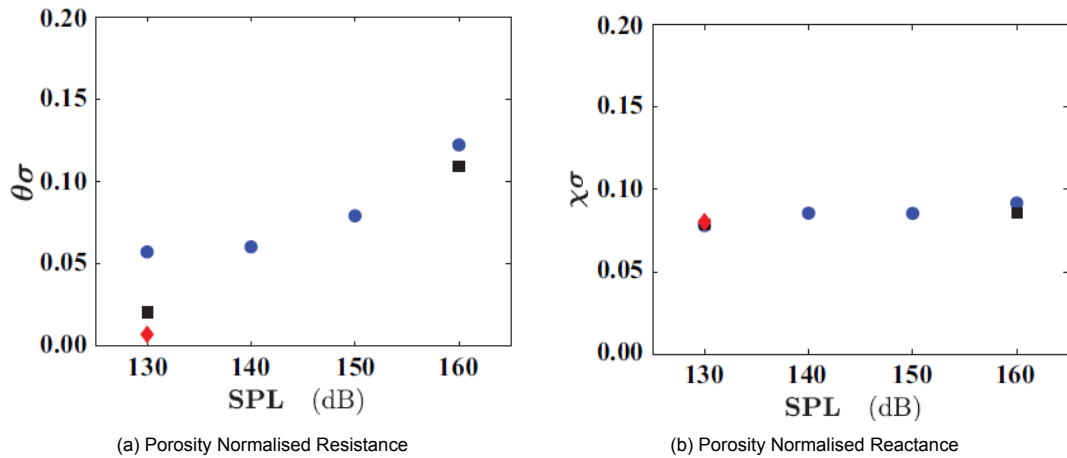 0.20
0.15
0.10
0.05
0.00
θσ
130 140 150 160
SPL (dB)
(a) Porosity Normalised Resistance
0.20
0.15
0.10
0.05
0.00
χσ
130 140 150 160
SPL (dB)
(b) Porosity Normalised Reactance